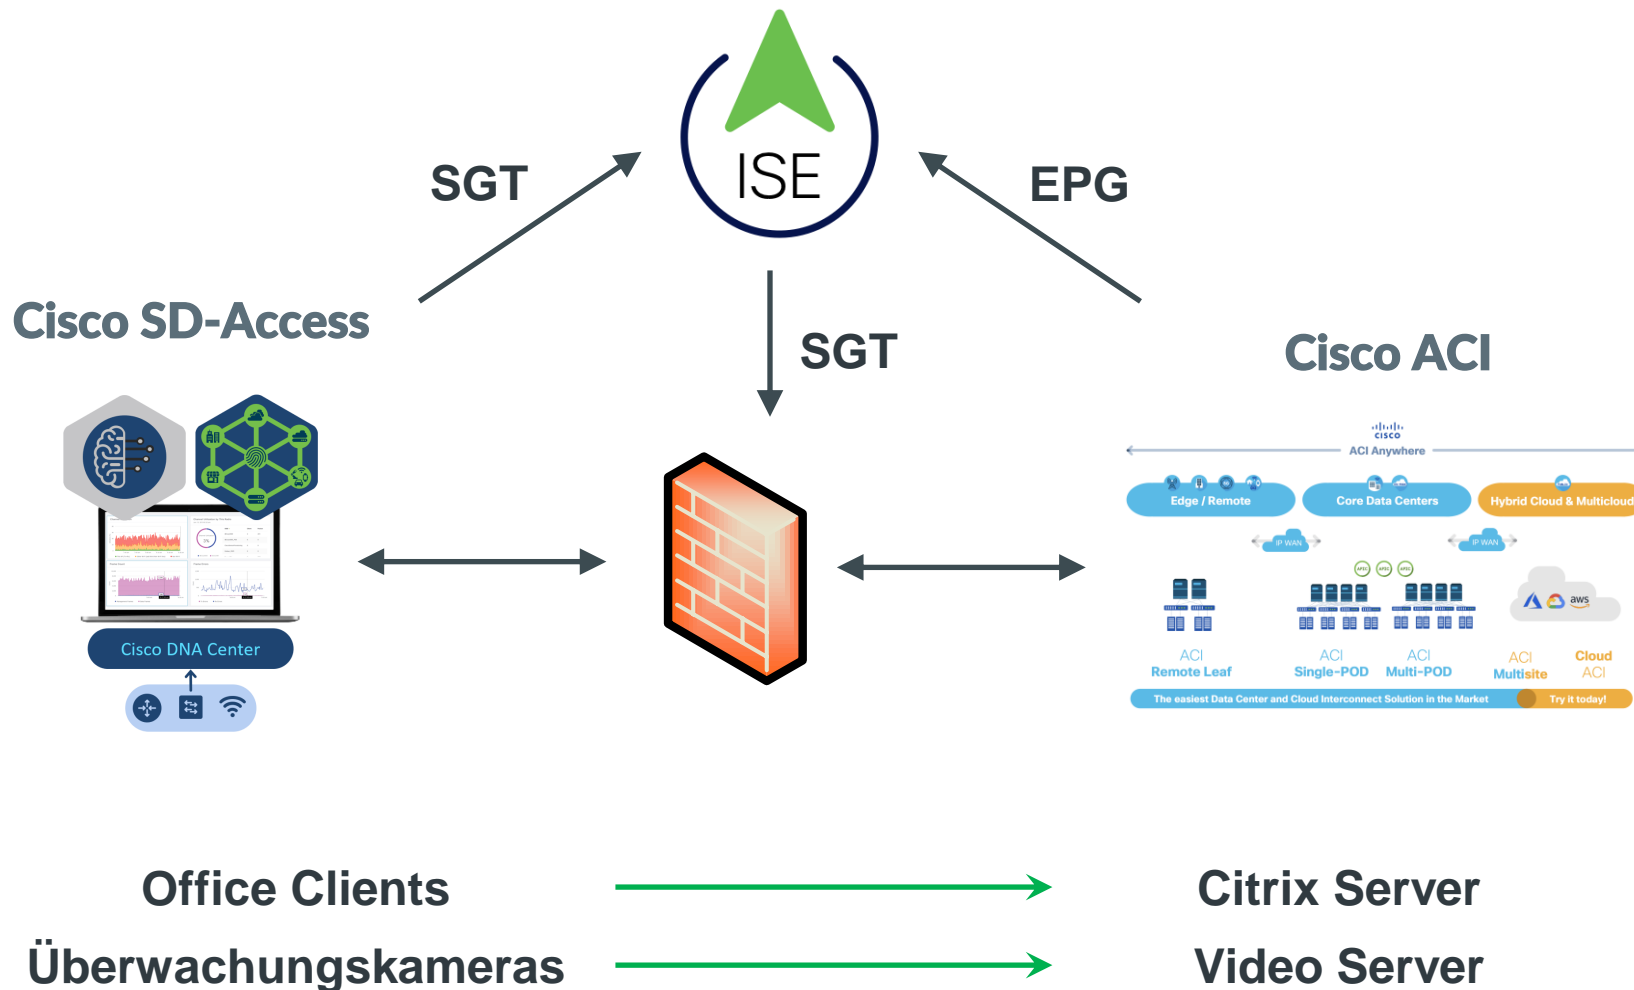 ISE
SGT
EPG
Cisco SD-Access
SGT
Cisco ACI
CISCO
ACI Anywhere
Edge / Remote
Core Data Centers
Hybrid Cloud & Multicloud
IP WAN
IP WAN
APIC
APIC
APIC
aws
Cisco DNA Center
ACI
Remote Leaf
ACI
Single-POD
ACI
Multi-POD
ACI
Multisite
Cloud
ACI
The easiest Data Center and Cloud Interconnect Solution in the Market
Try it today!
Office Clients
Citrix Server
Überwachungskameras
Video Server